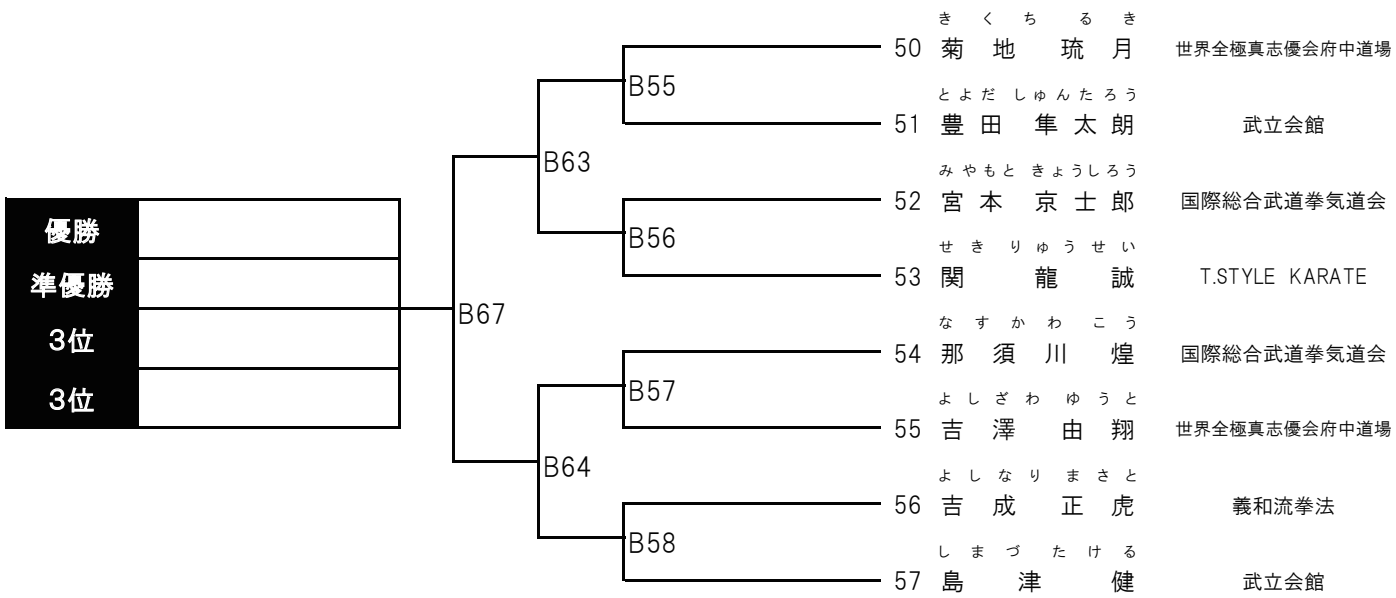 きくち るき
50 菊地 琉月 世界全極真志優会府中道場
B55
とよだ しゅんたろう
51 豊田 隼太朗 武立会館
B63
みやもと きょうしろう
52 宮本 京士郎 国際総合武道拳気道会
優勝
B56
せき りゅうせい
53 関 龍誠 T.STYLE KARATE
準優勝
B67
なすかわ こう
3位
54 那須川 煌 国際総合武道拳気道会
B57
よしざわ ゆうと
3位
55 吉澤 由翔 世界全極真志優会府中道場
B64
よしなり まさと
56 吉成 正虎 義和流拳法
B58
しまづ たける
57 島津 健 武立会館